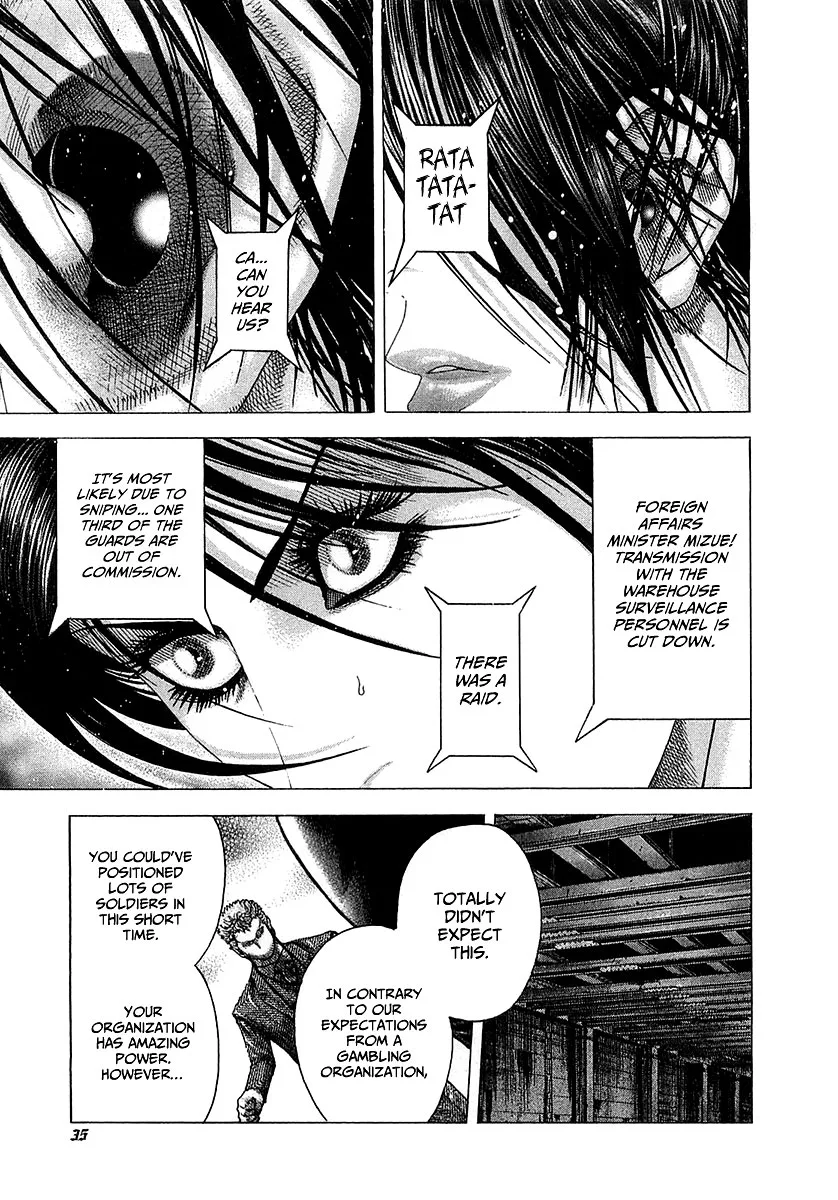 RATA
TATA-
TAT
CA...
CAN
YOU
HEAR
US?
FOREIGN
AFFAIRS
MINISTER MIZUE!
TRANSMISSION
WITH THE
WAREHOUSE
SURVEILLANCE
PERSONNEL IS
CUT DOWN.
THERE
WAS A
RAID.
IT'S MOST
LIKELY DUE TO
SNIPING... ONE
THIRD OF THE
GUARDS ARE
OUT OF
COMMISSION.
TOTALLY
DIDN'T
EXPECT
THIS.
IN CONTRARY
TO OUR
EXPECTATIONS
FROM A
GAMBLING
ORGANIZATION,
YOU COULD'VE
POSITIONED
LOTS OF
SOLDIERS IN
THIS SHORT
TIME.
YOUR
ORGANIZATION
HAS AMAZING
POWER.
HOWEVER...
35